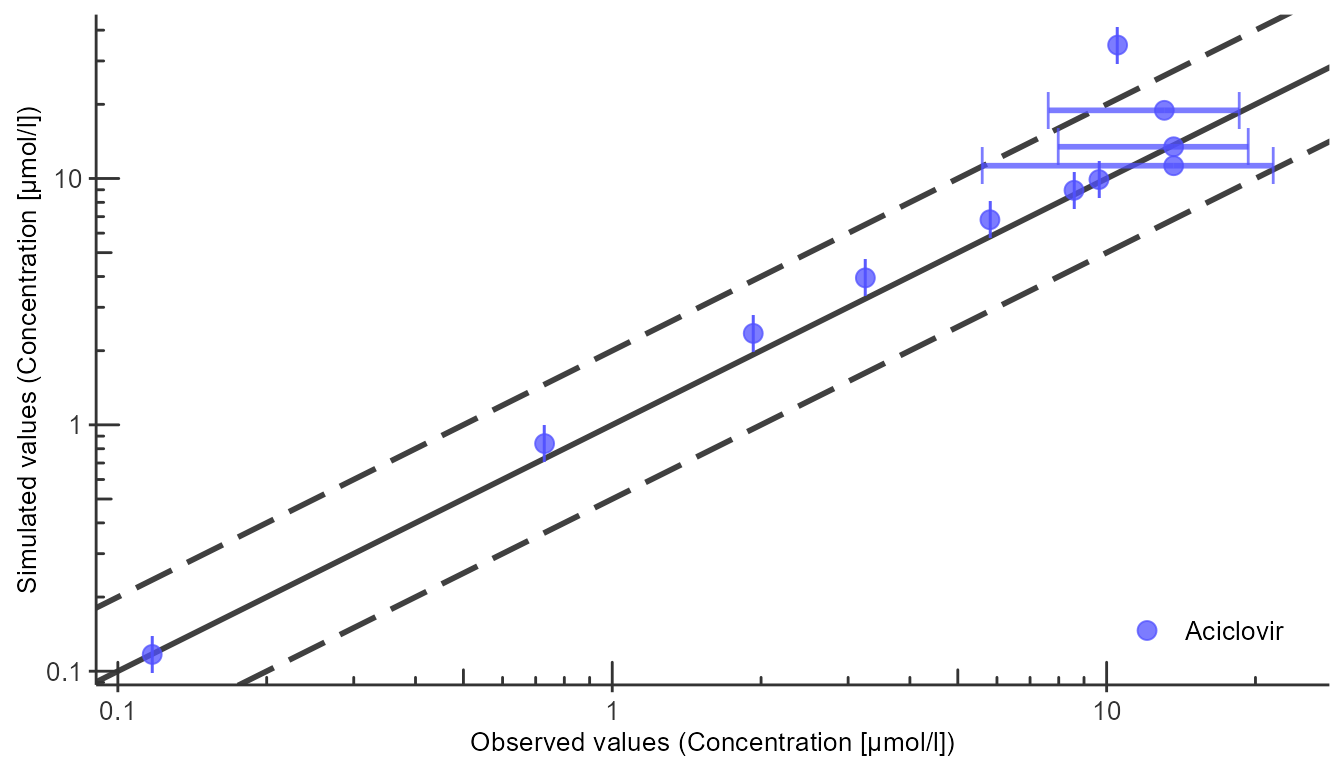 Simulated values (Concentration [µmol/l])
10
1
0.1
0.1
1
10
Observed values (Concentration [µmol/l])
Aciclovir